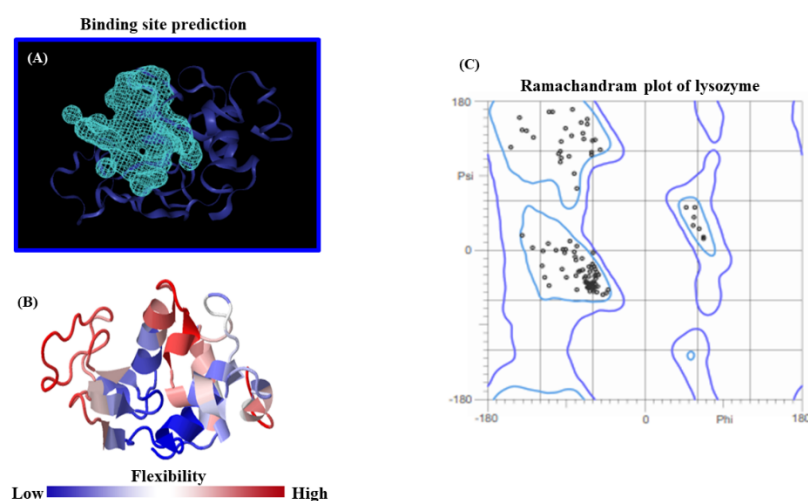 Binding site prediction
(A)
(B)
Flexibility
Low
High
(C)
Ramachandram plot of lysozyme
180
Psi
0
-180
-180
0
Phi
180